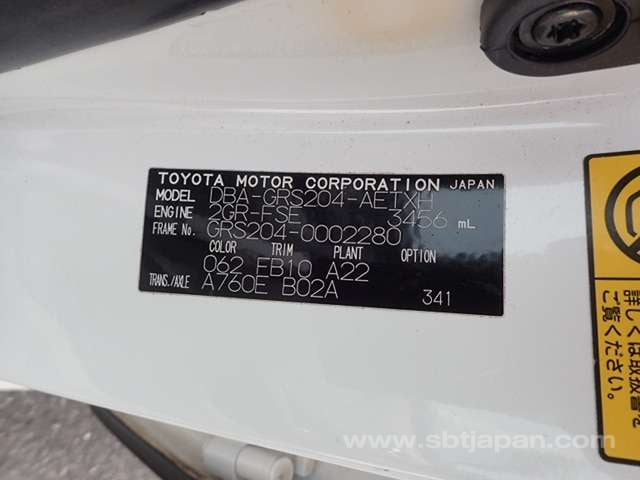 TOYOTA MOTOR CORPORATION JAPAN
MODEL DBA-GRS204-AETXH
ENGINE 2GR-FSE 3456 mL
FRAME No. GRS204-0002280
COLOR TRIM PLANT OPTION
062 EB10 A22
TRANS./AXLE A760E B02A 341
詳しくは取扱書を
ご覧ください。
www.sbtjapan.com